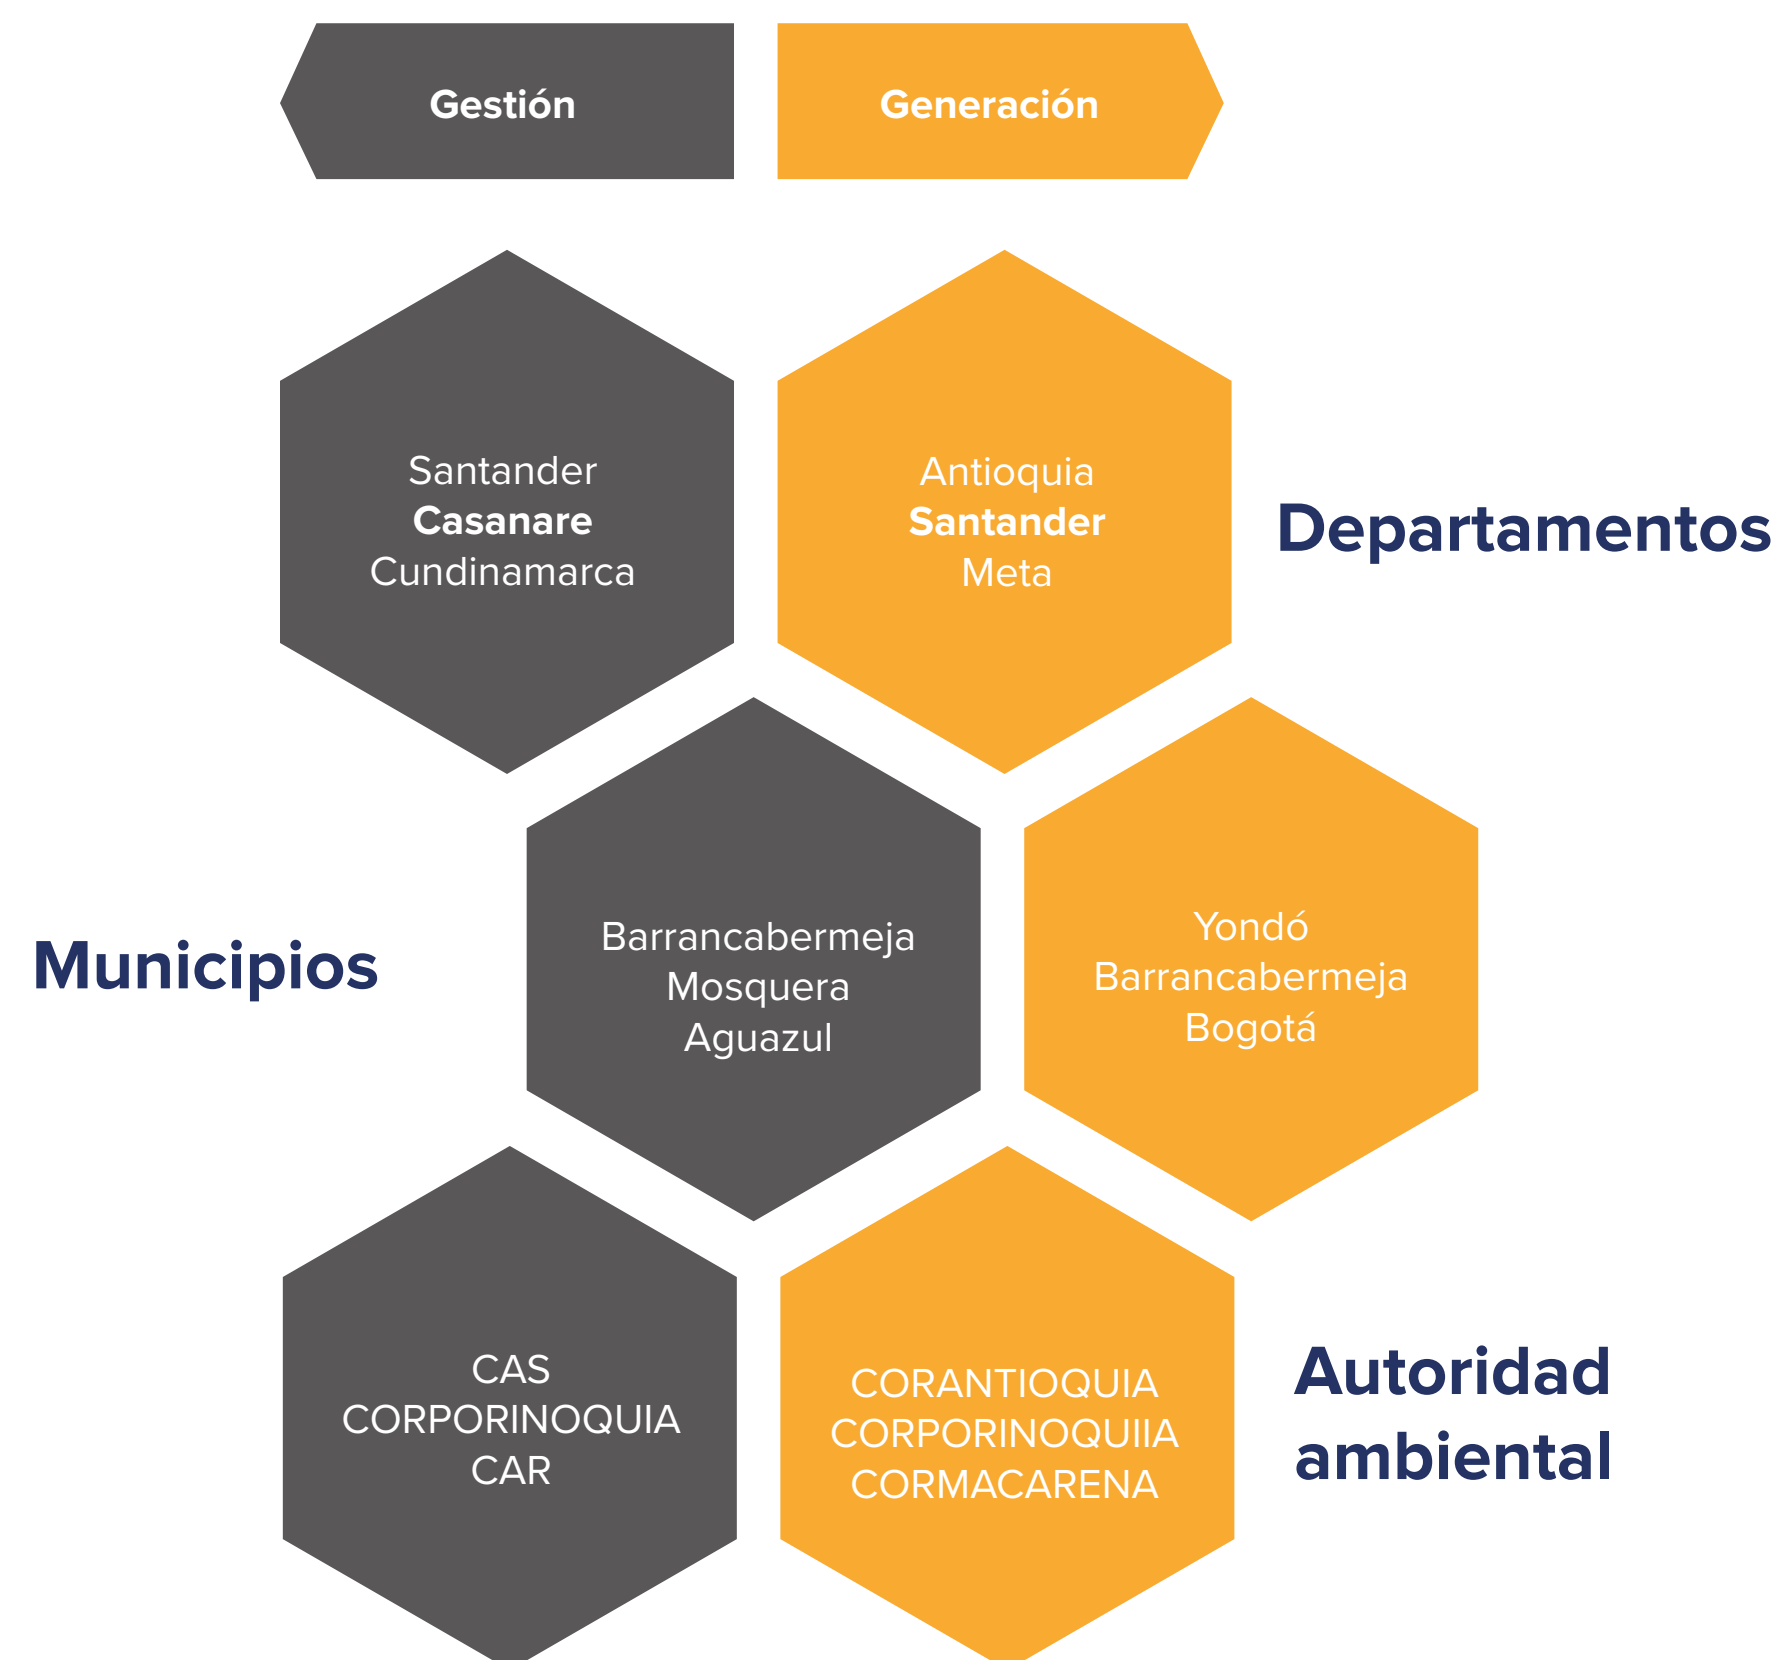 Gestión
Generación
Santander
Casanare
Cundinamarca
Antioquia
Santander
Meta
Departamentos
Municipios
Barrancabermeja
Mosquera
Aguazul
Yondó
Barrancabermeja
Bogotá
CAS
CORPORINOQUIA
CAR
CORANTIOQUIA
CORPORINOQUIIA
CORMACARENA
Autoridad
ambiental